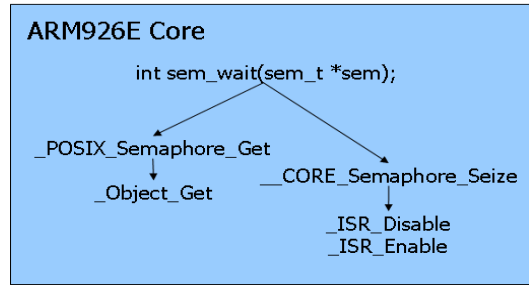 ARM926E Core
int sem_wait(sem_t *sem);
_POSIX_Semaphore_Get
_Object_Get
__CORE_Semaphore_Seize
_ISR_Disable
_ISR_Enable